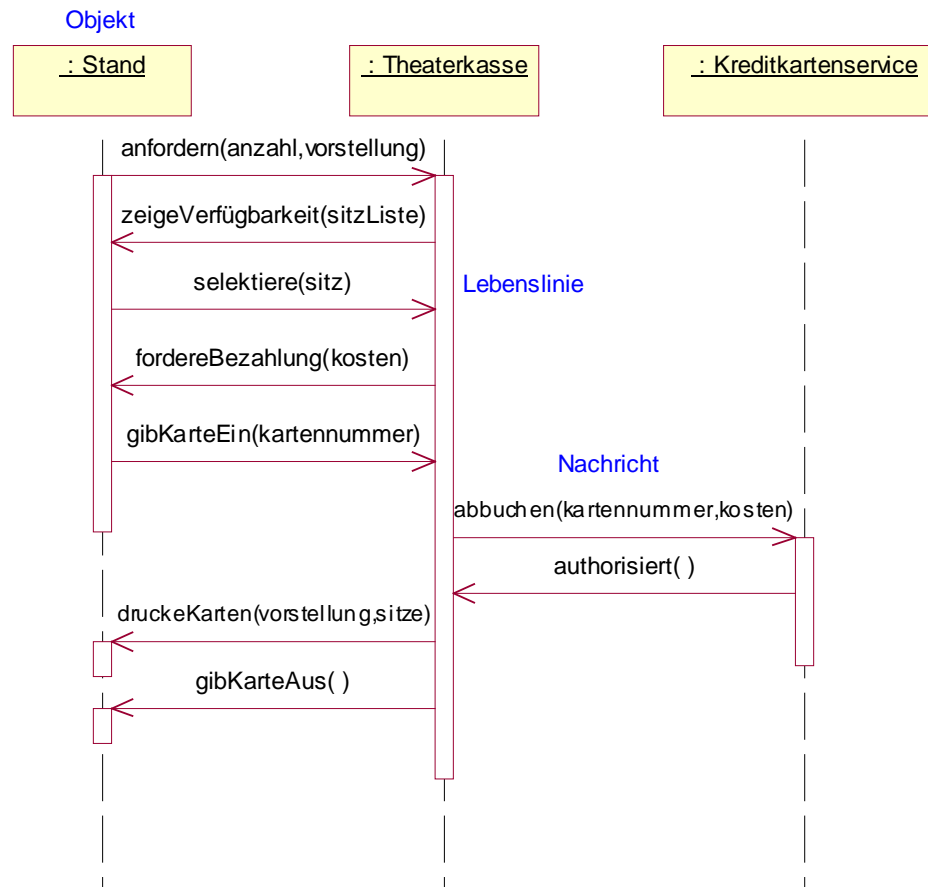 Objekt
: Stand
: Theaterkasse
: Kreditkartenservice
anfordern(anzahl,vorstellung)
zeigeVerfügbarkeit(sitzListe)
selektiere(sitz)
Lebenslinie
fordereBezahlung(kosten)
gibKarteEin(kartennummer)
Nachricht
abbuchen(kartennummer,kosten)
authorisiert( )
druckeKarten(vorstellung,sitze)
gibKarteAus( )